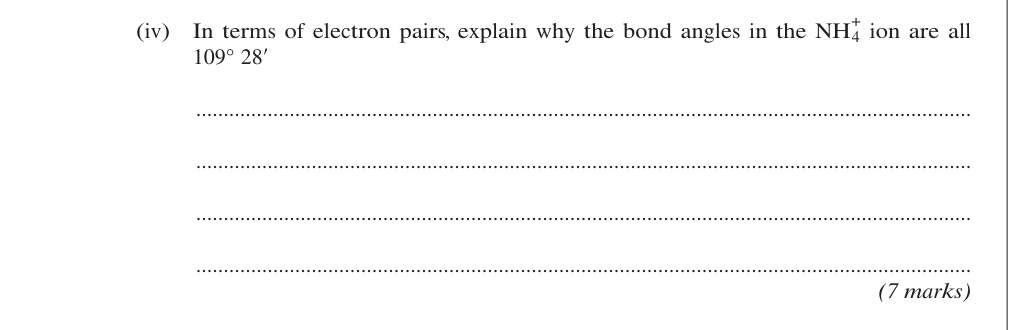 (iv) In terms of electron pairs, explain why the bond angles in the NH₄⁺ ion are all
109° 28′
..........................................................................................
..........................................................................................
..........................................................................................
..........................................................................................
(7 marks)